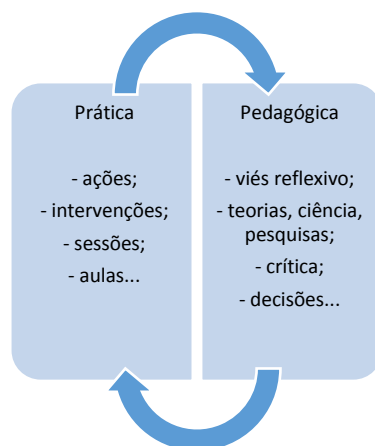 Prática
- ações;
- intervenções;
- sessões;
- aulas...
Pedagógica
- viés reflexivo;
- teorias, ciência,
pesquisas;
- crítica;
- decisões...